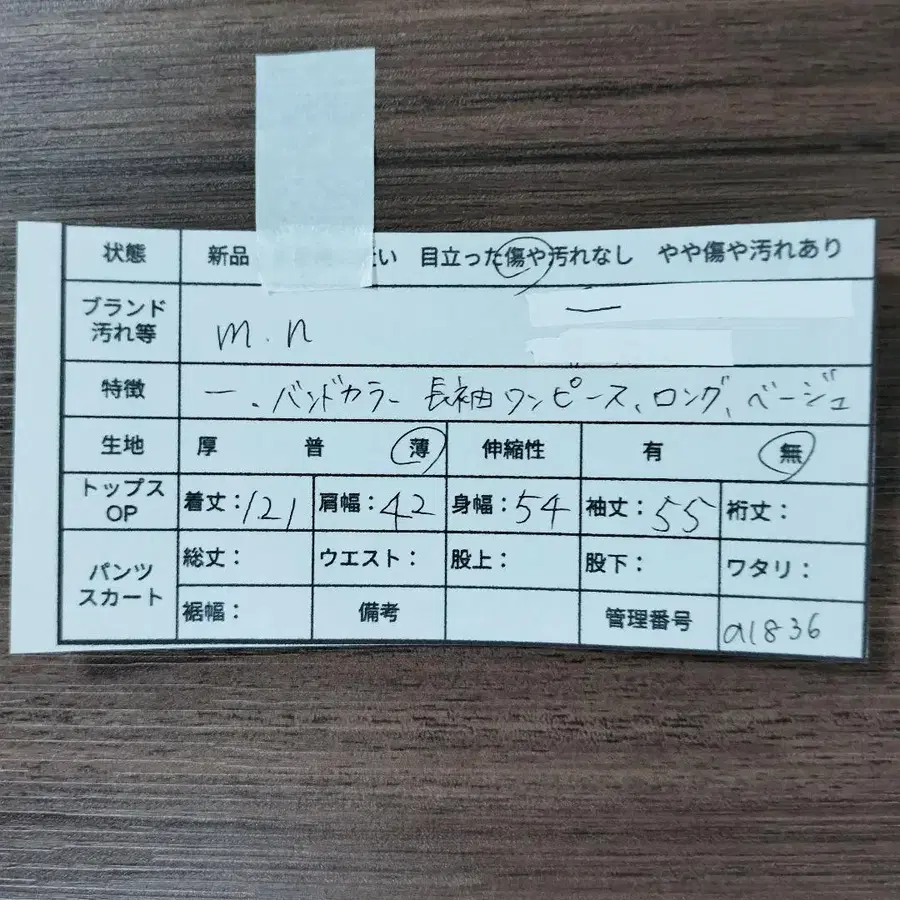 状態 新品 近い 目立った傷や汚れなし やや傷や汚れあり
ブランド
汚れ等 m.n
特徴 一、バンドカラー 長袖ワンピース、ロング、ベージュ
生地 厚 普 薄 伸縮性 有 無
トップス
OP 着丈:121 肩幅:42 身幅:54 袖丈:55 裄丈:
パンツ
スカート 総丈: ウエスト: 股上: 股下: ワタリ:
裾幅: 備考 管理番号 a1836